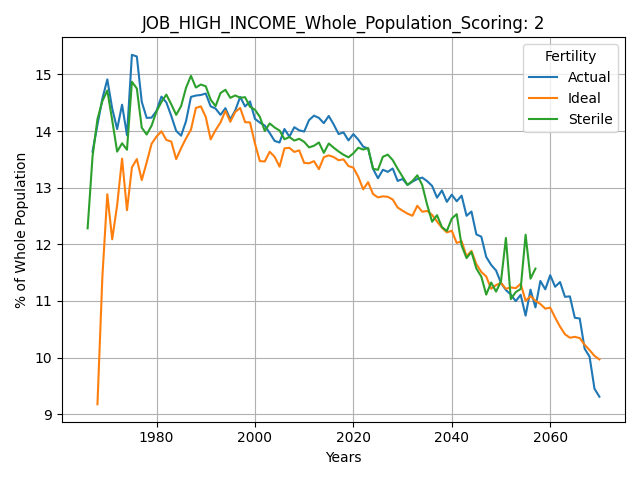 JOB_HIGH_INCOME_Whole_Population_Scoring: 2
Fertility
Actual
Ideal
Sterile
% of Whole Population
15
14
13
12
11
10
9
1980
2000
2020
2040
2060
Years